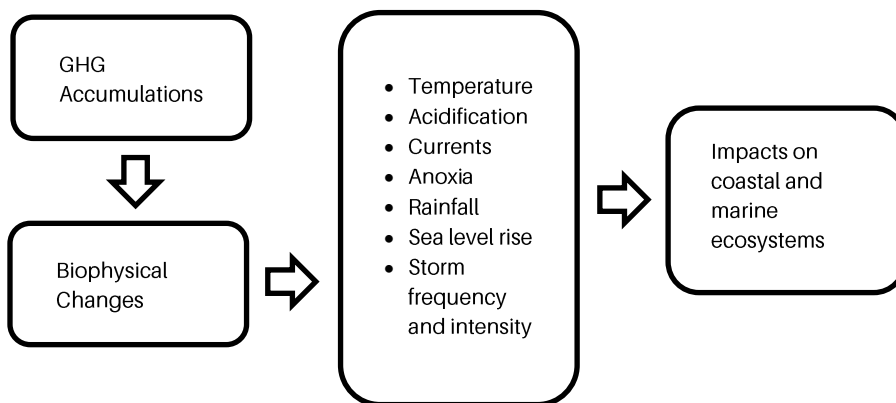 GHG
Accumulations
Biophysical
Changes
• Temperature
• Acidification
• Currents
• Anoxia
• Rainfall
• Sea level rise
• Storm
frequency
and intensity
Impacts on
coastal and
marine
ecosystems